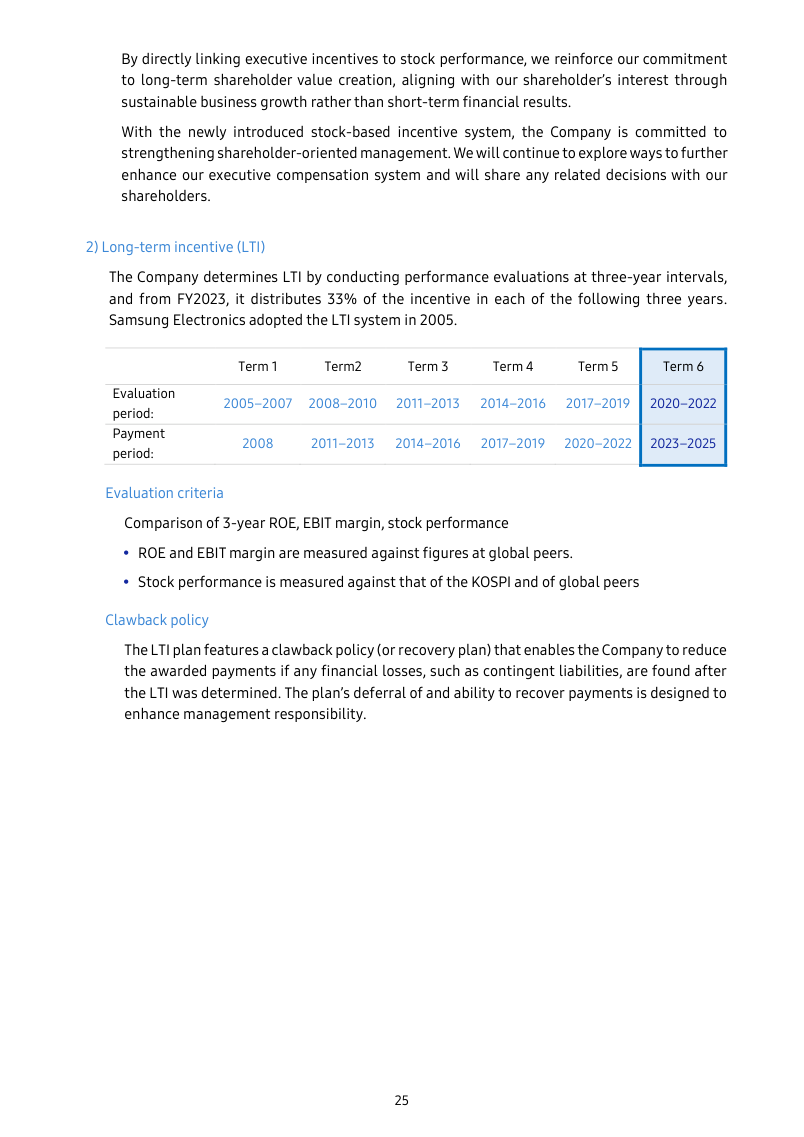 By directly linking executive incentives to stock performance, we reinforce our commitment
to long-term shareholder value creation, aligning with our shareholder’s interest through
sustainable business growth rather than short-term financial results.
With the newly introduced stock-based incentive system, the Company is committed to
strengthening shareholder-oriented management. We will continue to explore ways to further
enhance our executive compensation system and will share any related decisions with our
shareholders.
2) Long-term incentive (LTI)
The Company determines LTI by conducting performance evaluations at three-year intervals,
and from FY2023, it distributes 33% of the incentive in each of the following three years.
Samsung Electronics adopted the LTI system in 2005.
Term 1 Term2 Term 3 Term 4 Term 5 Term 6
Evaluation
period: 2005–2007 2008–2010 2011–2013 2014–2016 2017–2019 2020–2022
Payment
period: 2008 2011–2013 2014–2016 2017–2019 2020–2022 2023–2025
Evaluation criteria
Comparison of 3-year ROE, EBIT margin, stock performance
• ROE and EBIT margin are measured against figures at global peers.
• Stock performance is measured against that of the KOSPI and of global peers
Clawback policy
The LTI plan features a clawback policy (or recovery plan) that enables the Company to reduce
the awarded payments if any financial losses, such as contingent liabilities, are found after
the LTI was determined. The plan’s deferral of and ability to recover payments is designed to
enhance management responsibility.
25